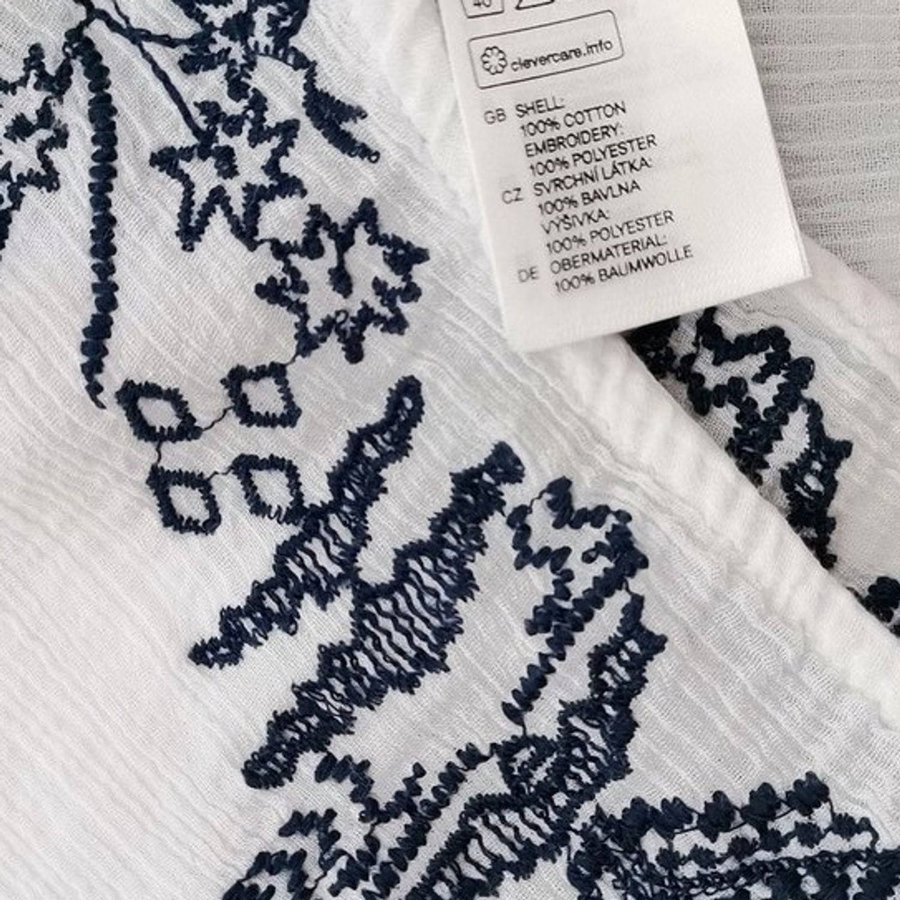 40
clevercare.info
GB SHELL:
100% COTTON
EMBROIDERY:
100% POLYESTER
CZ SVRCHNÍ LÁTKA:
100% BAVLNA
VÝŠIVKA:
100% POLYESTER
DE OBERMATERIAL:
100% BAUMWOLLE